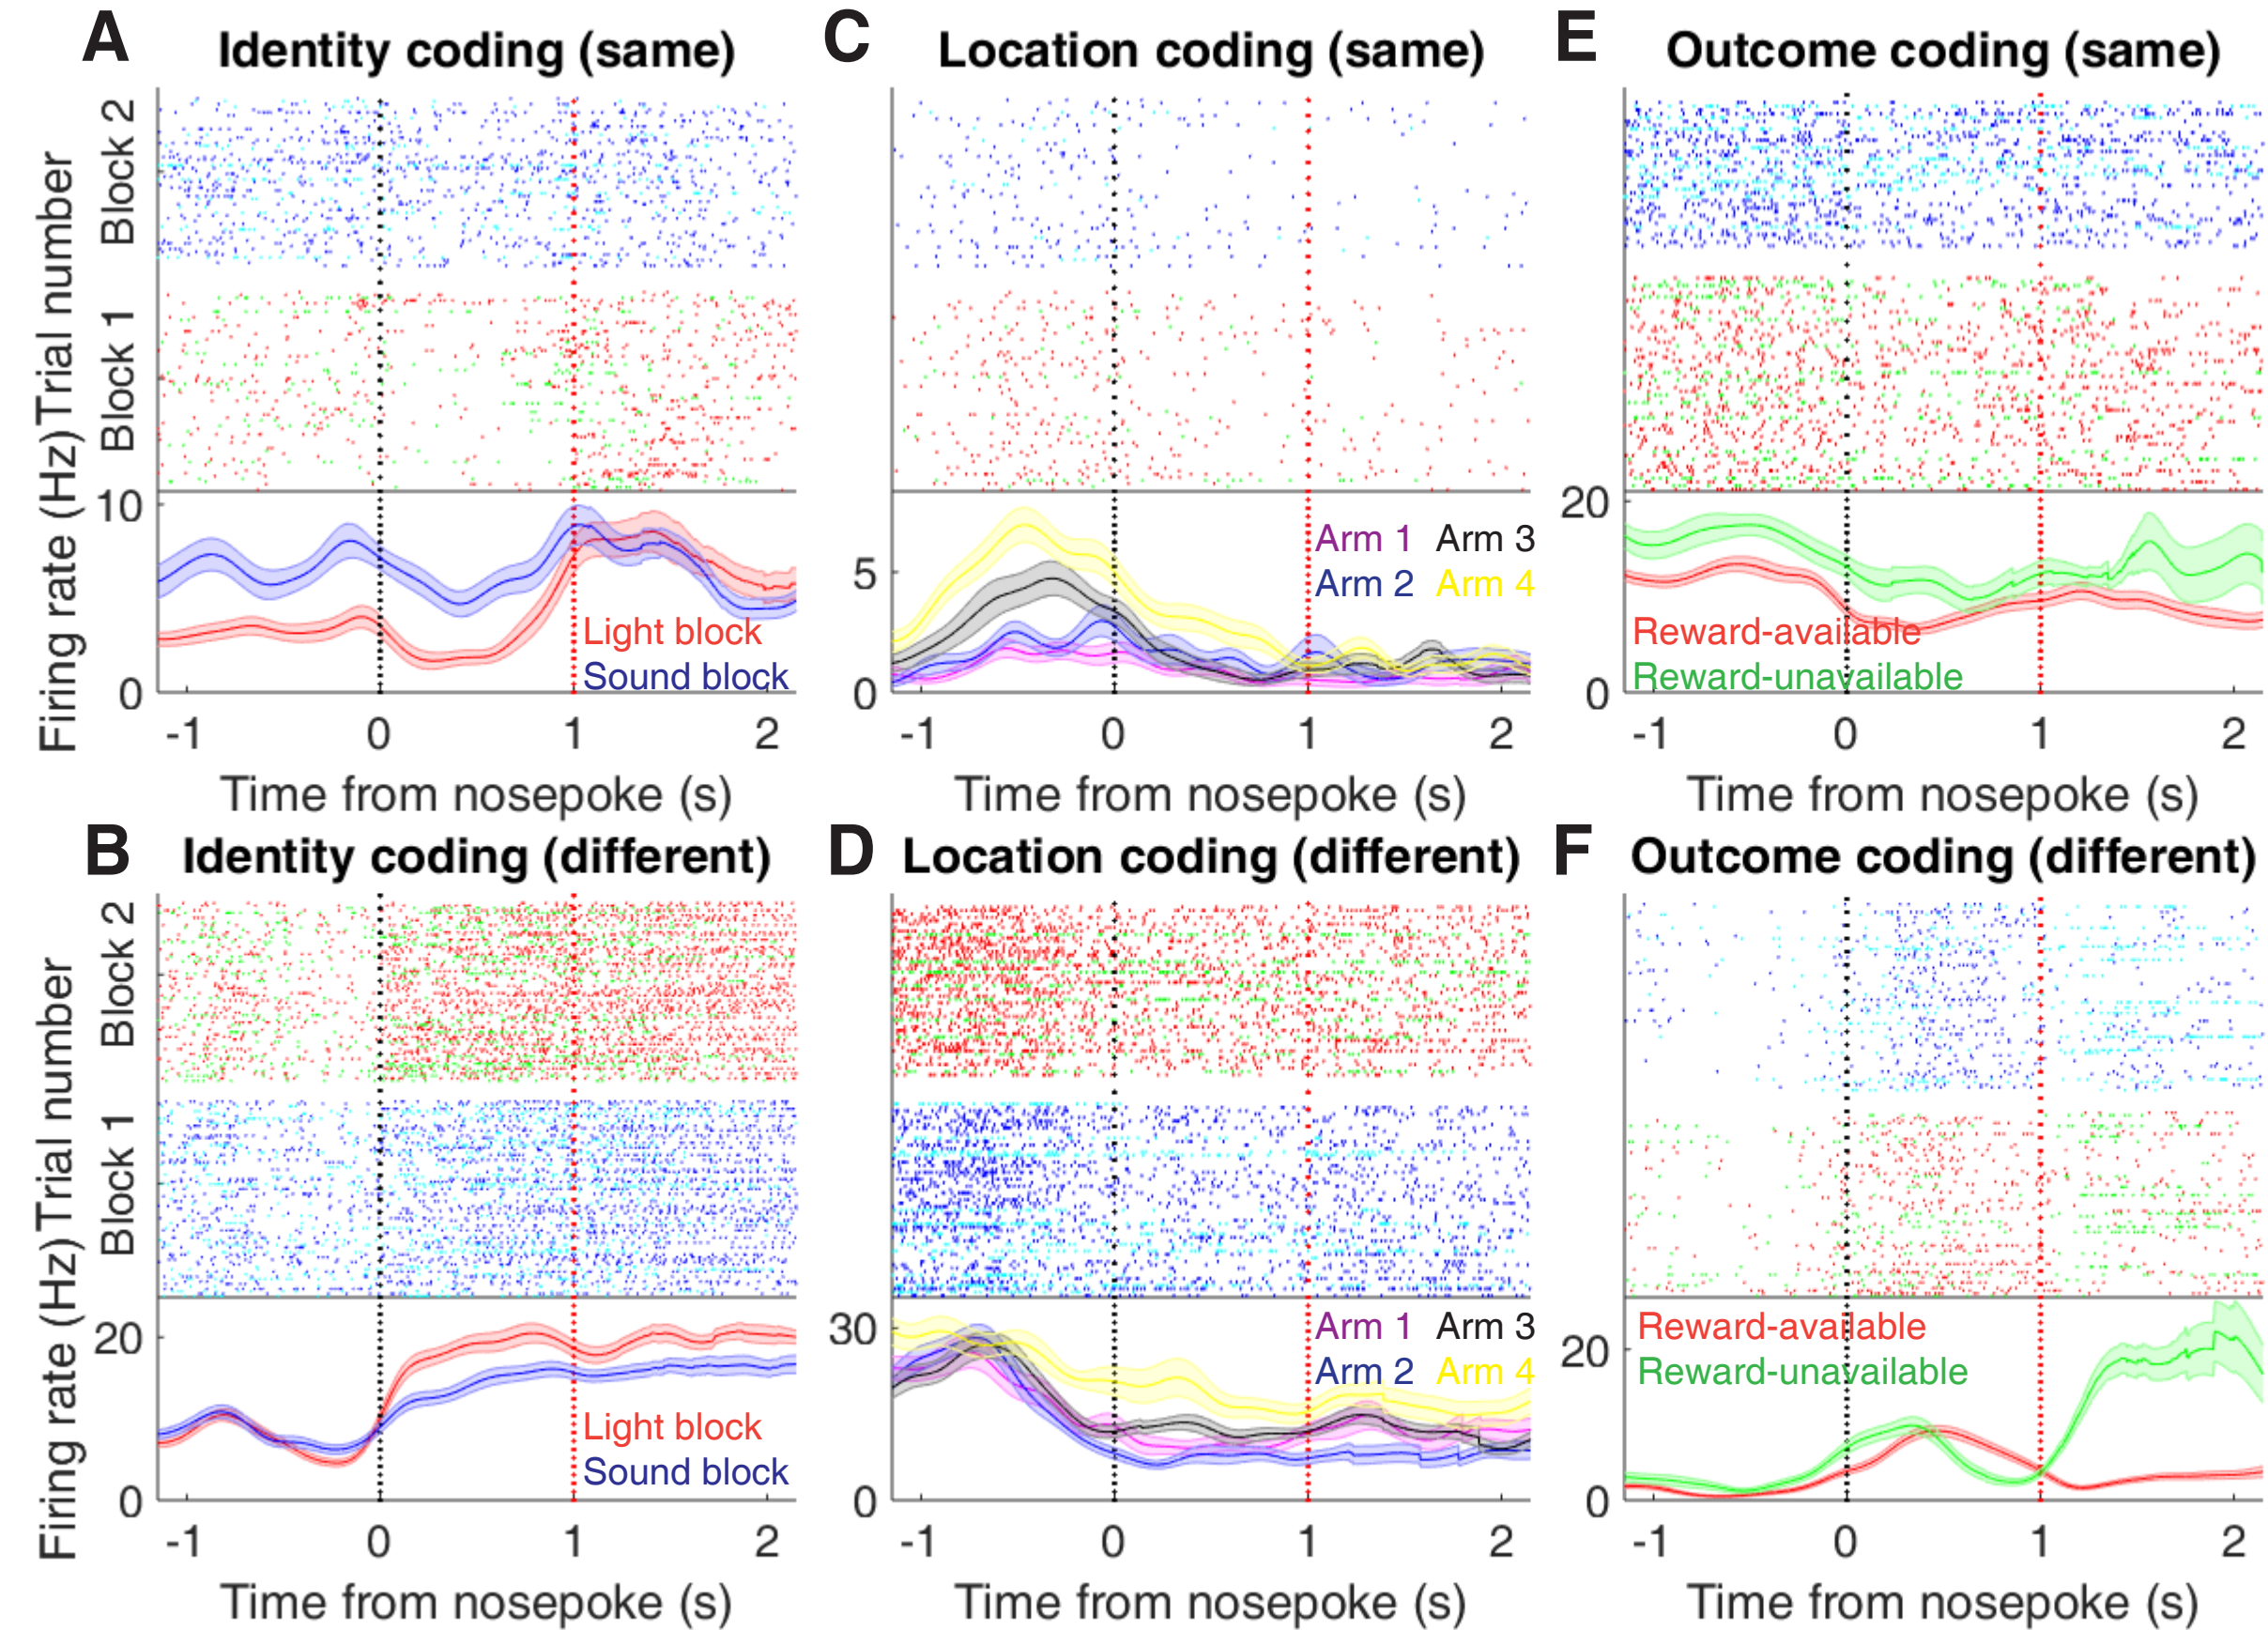 A
Identity coding (same)
Trial number
Block 2
Block 1
Firing rate (Hz)
10
0
Light block
Sound block
-1 0 1 2
Time from nosepoke (s)
C
Location coding (same)
5
0
Arm 1 Arm 3
Arm 2 Arm 4
-1 0 1 2
Time from nosepoke (s)
E
Outcome coding (same)
20
0
Reward-available
Reward-unavailable
-1 0 1 2
Time from nosepoke (s)
B
Identity coding (different)
Trial number
Block 2
Block 1
Firing rate (Hz)
20
0
Light block
Sound block
-1 0 1 2
Time from nosepoke (s)
D
Location coding (different)
30
0
Arm 1 Arm 3
Arm 2 Arm 4
-1 0 1 2
Time from nosepoke (s)
F
Outcome coding (different)
Reward-available
Reward-unavailable
20
0
-1 0 1 2
Time from nosepoke (s)